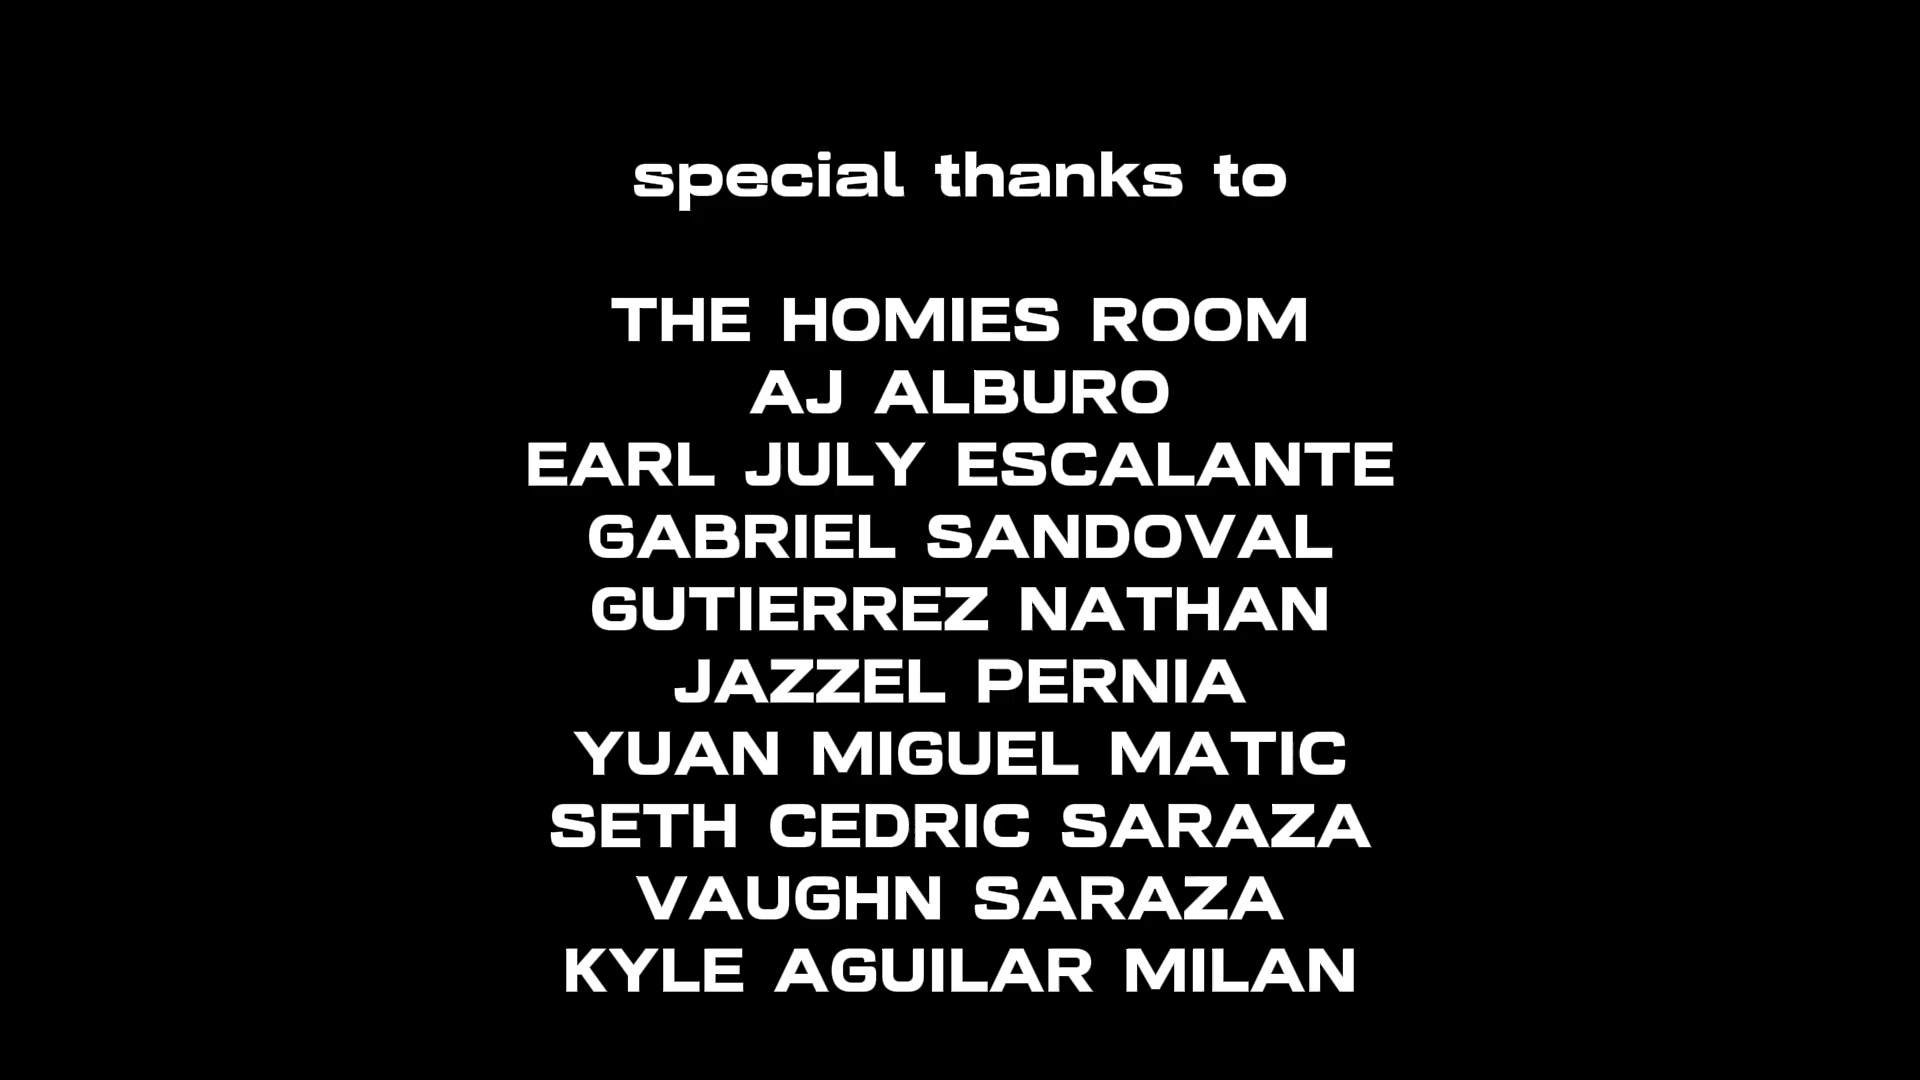 special thanks to
THE HOMIES ROOM
AJ ALBURO
EARL JULY ESCALANTE
GABRIEL SANDOVAL
GUTIERREZ NATHAN
JAZZEL PERNIA
YUAN MIGUEL MATIC
SETH CEDRIC SARAZA
VAUGHN SARAZA
KYLE AGUILAR MILAN